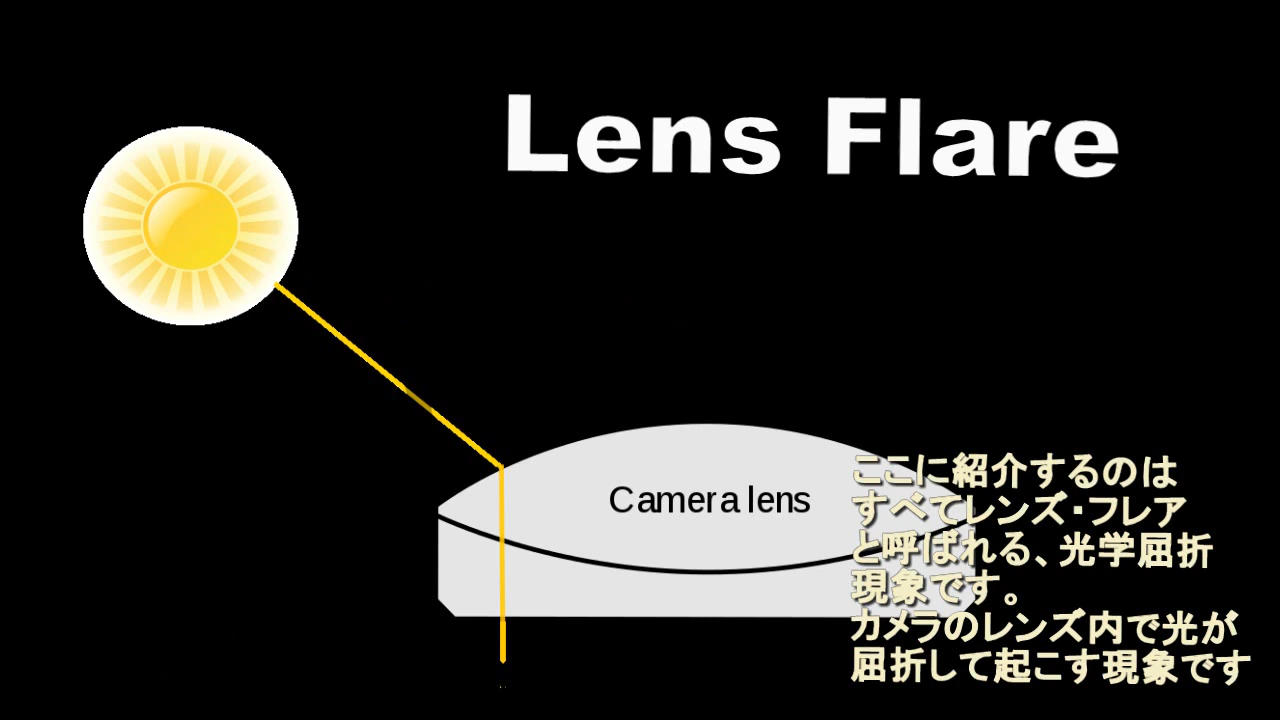 Lens Flare
Camera lens
ここに紹介するのは
すべてレンズ・フレア
と呼ばれる、光学屈折
現象です。
カメラのレンズ内で光が
屈折して起こす現象です